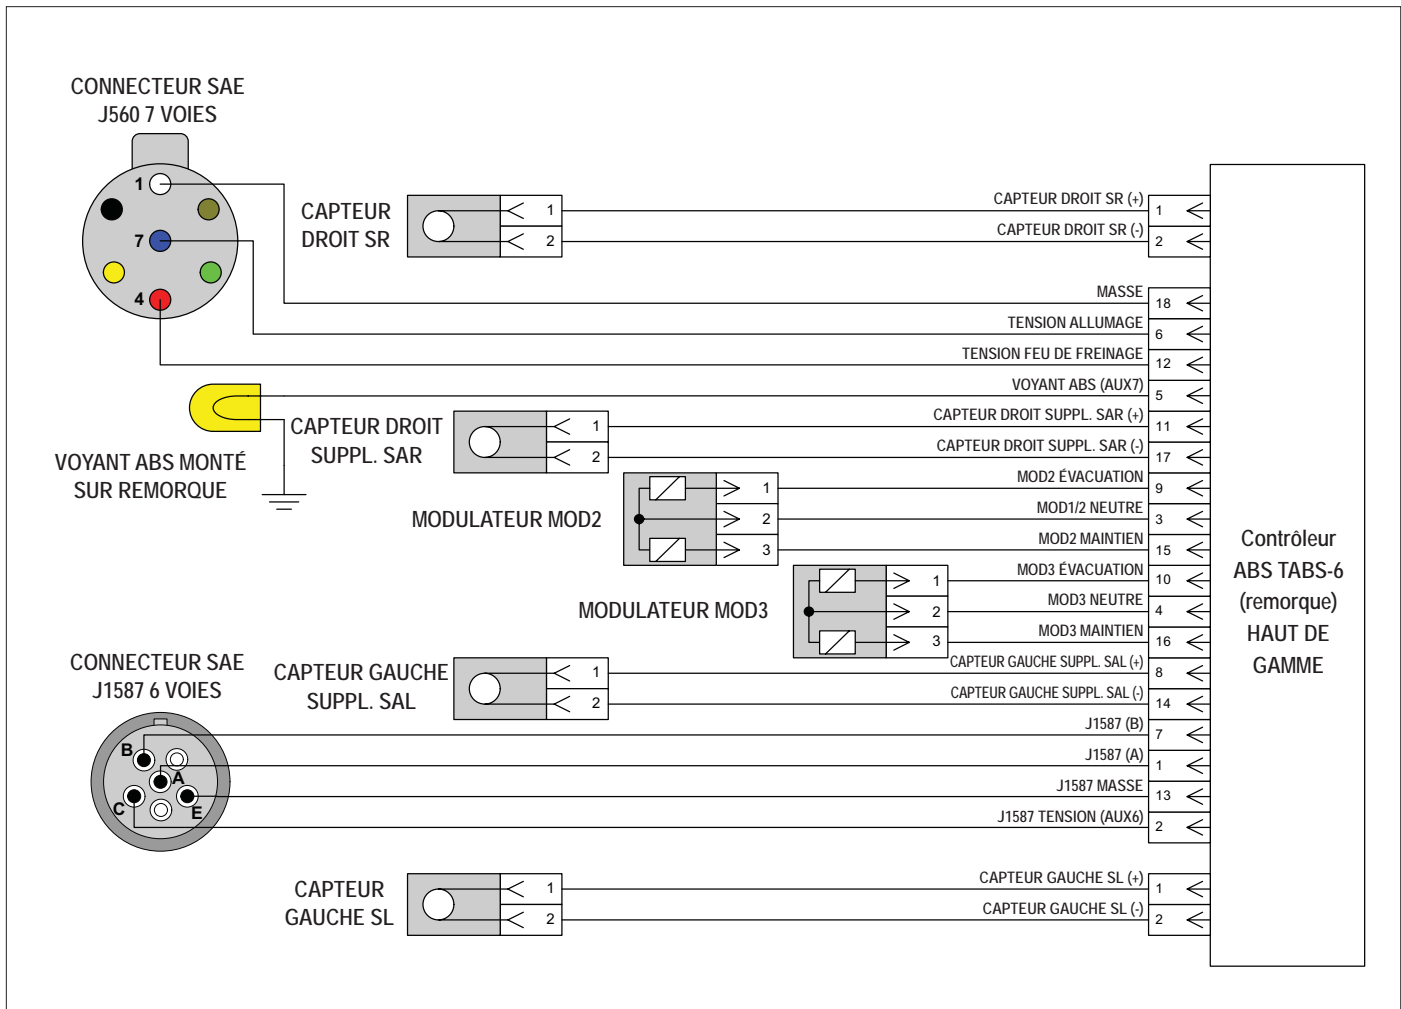 CONNECTEUR SAE
J560 7 VOIES
1
7
4
CAPTEUR
DROIT SR
1
2
CAPTEUR DROIT SR (+)
1
CAPTEUR DROIT SR (-)
2
MASSE
18
TENSION ALLUMAGE
6
TENSION FEU DE FREINAGE
12
VOYANT ABS (AUX7)
5
VOYANT ABS MONTÉ
SUR REMORQUE
CAPTEUR DROIT
SUPPL. SAR
1
2
CAPTEUR DROIT SUPPL. SAR (+)
11
CAPTEUR DROIT SUPPL. SAR (-)
17
MODULATEUR MOD2
1
2
3
MOD2 ÉVACUATION
9
MOD1/2 NEUTRE
3
MOD2 MAINTIEN
15
MODULATEUR MOD3
1
2
3
MOD3 ÉVACUATION
10
MOD3 NEUTRE
4
MOD3 MAINTIEN
16
CAPTEUR GAUCHE
SUPPL. SAL
1
2
CAPTEUR GAUCHE SUPPL. SAL (+)
8
CAPTEUR GAUCHE SUPPL. SAL (-)
14
CONNECTEUR SAE
J1587 6 VOIES
B
A
C
E
J1587 (B)
7
J1587 (A)
1
J1587 MASSE
13
J1587 TENSION (AUX6)
2
CAPTEUR
GAUCHE SL
1
2
CAPTEUR GAUCHE SL (+)
1
CAPTEUR GAUCHE SL (-)
2
Contrôleur
ABS TABS-6
(remorque)
HAUT DE
GAMME